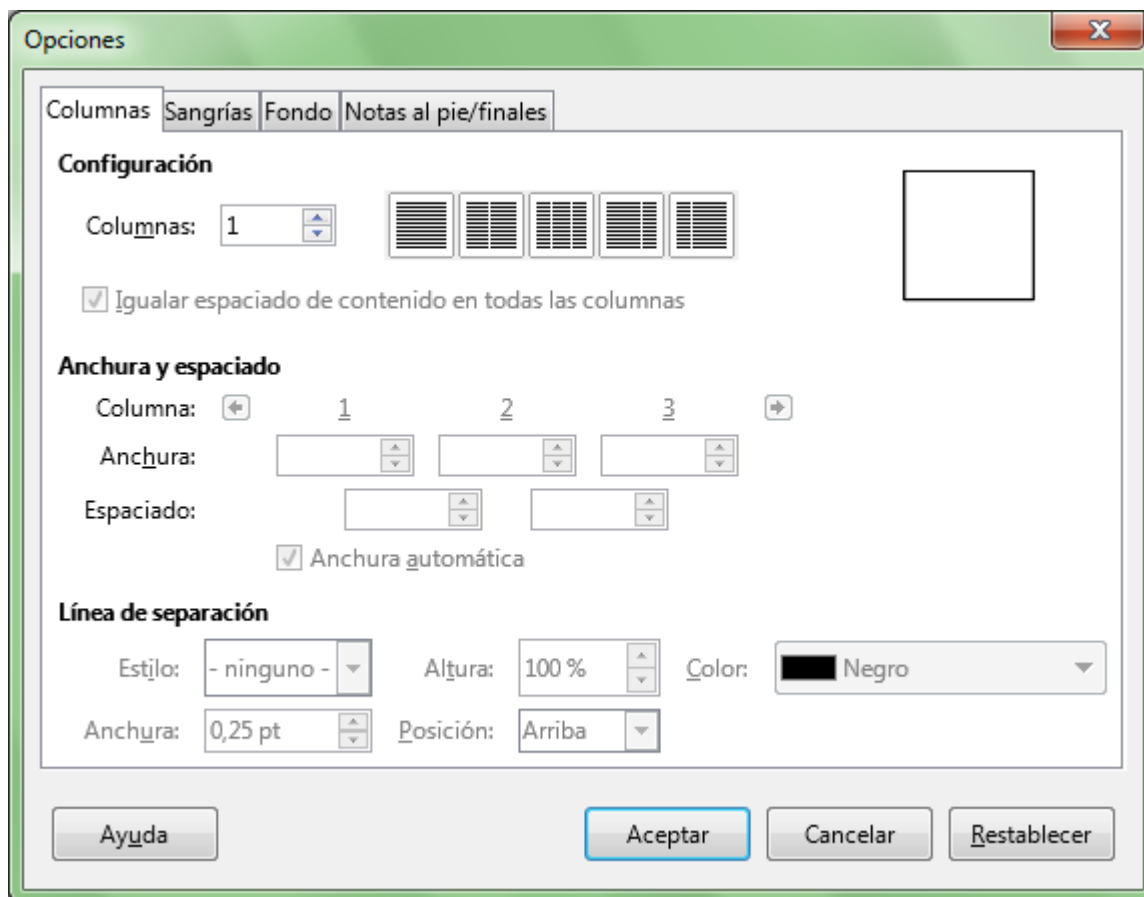 Opciones
Columnas Sangrías Fondo Notas al pie/finales
Configuración
Columnas: 1
Igualar espaciado de contenido en todas las columnas
Anchura y espaciado
Columna: 1 2 3
Anchura:
Espaciado:
Anchura automática
Línea de separación
Estilo: - ninguno - Altura: 100 % Color: Negro
Anchura: 0,25 pt Posición: Arriba
Ayuda Aceptar Cancelar Restablecer